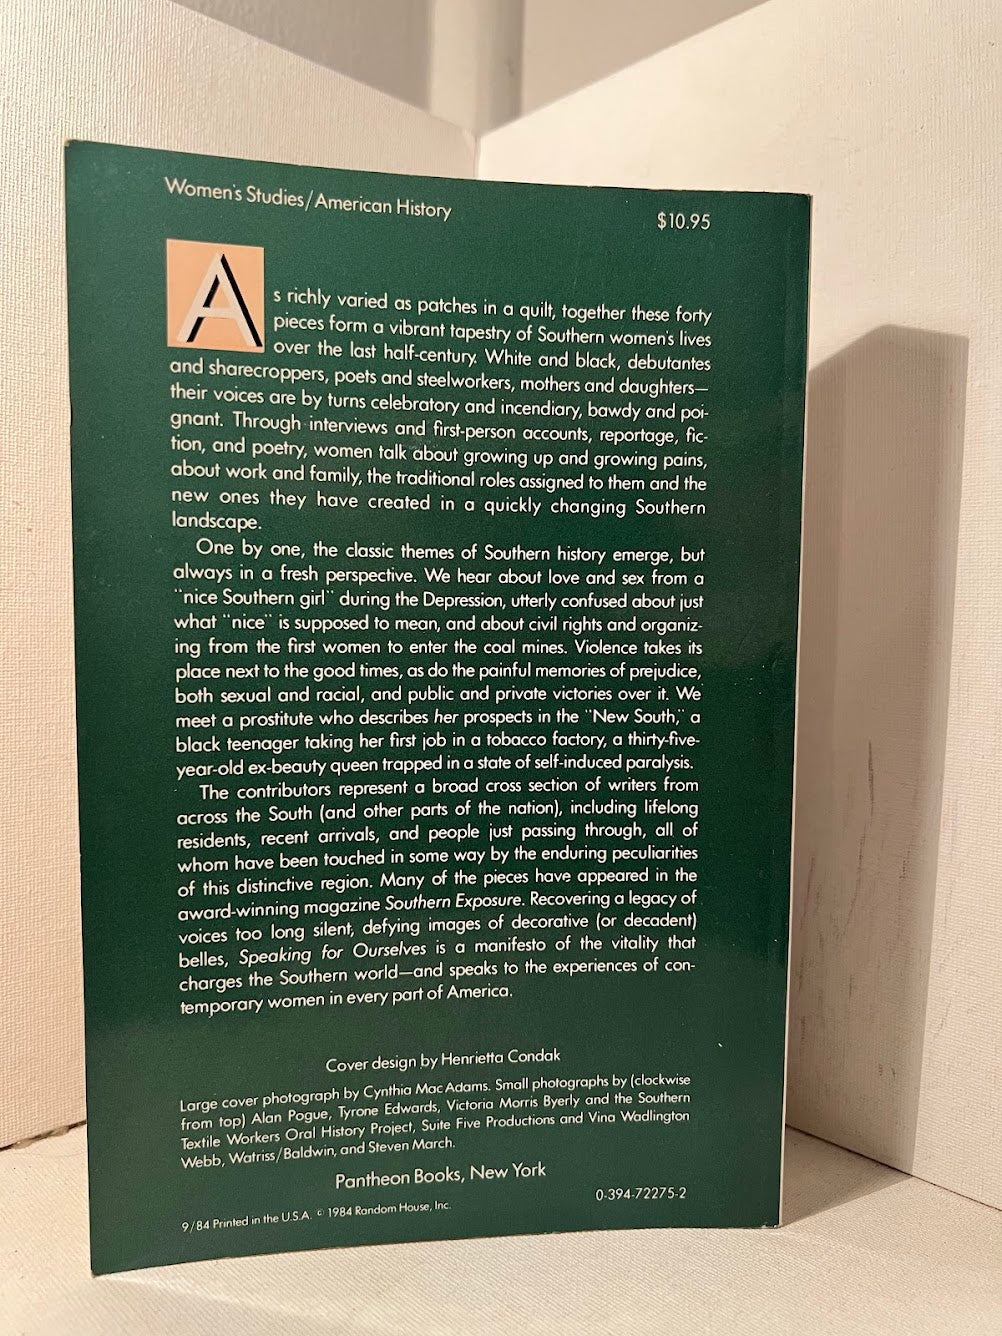 Women's Studies/American History
$10.95
As richly varied as patches in a quilt, together these forty
pieces form a vibrant tapestry of Southern women's lives
over the last half-century. White and black, debutantes
and sharecroppers, poets and steelworkers, mothers and daughters—
their voices are by turns celebratory and incendiary, bawdy and poi-
gnant. Through interviews and first-person accounts, reportage, fic-
tion, and poetry, women talk about growing up and growing pains,
about work and family, the traditional roles assigned to them and the
new ones they have created in a quickly changing Southern
landscape.
One by one, the classic themes of Southern history emerge, but
always in a fresh perspective. We hear about love and sex from a
"nice Southern girl" during the Depression, utterly confused about just
what "nice" is supposed to mean, and about civil rights and organiz-
ing from the first women to enter the coal mines. Violence takes its
place next to the good times, as do the painful memories of prejudice,
both sexual and racial, and public and private victories over it. We
meet a prostitute who describes her prospects in the "New South," a
black teenager taking her first job in a tobacco factory, a thirty-five-
year-old ex-beauty queen trapped in a state of self-induced paralysis.
The contributors represent a broad cross section of writers from
across the South (and other parts of the nation), including lifelong
residents, recent arrivals, and people just passing through, all of
whom have been touched in some way by the enduring peculiarities
of this distinctive region. Many of the pieces have appeared in the
award-winning magazine Southern Exposure. Recovering a legacy of
voices too long silent, defying images of decorative (or decadent)
belles, Speaking for Ourselves is a manifesto of the vitality that
charges the Southern world—and speaks to the experiences of con-
temporary women in every part of America.
Cover design by Henrietta Condak
Large cover photograph by Cynthia MacAdams. Small photographs by (clockwise
from top) Alan Pogue, Tyrone Edwards, Victoria Morris Byerly and the Southern
Textile Workers Oral History Project, Suite Five Productions and Vina Wadlington
Webb, Watriss/Baldwin, and Steven March.
Pantheon Books, New York
0-394-72275-2
9/84 Printed in the U.S.A. © 1984 Random House, Inc.